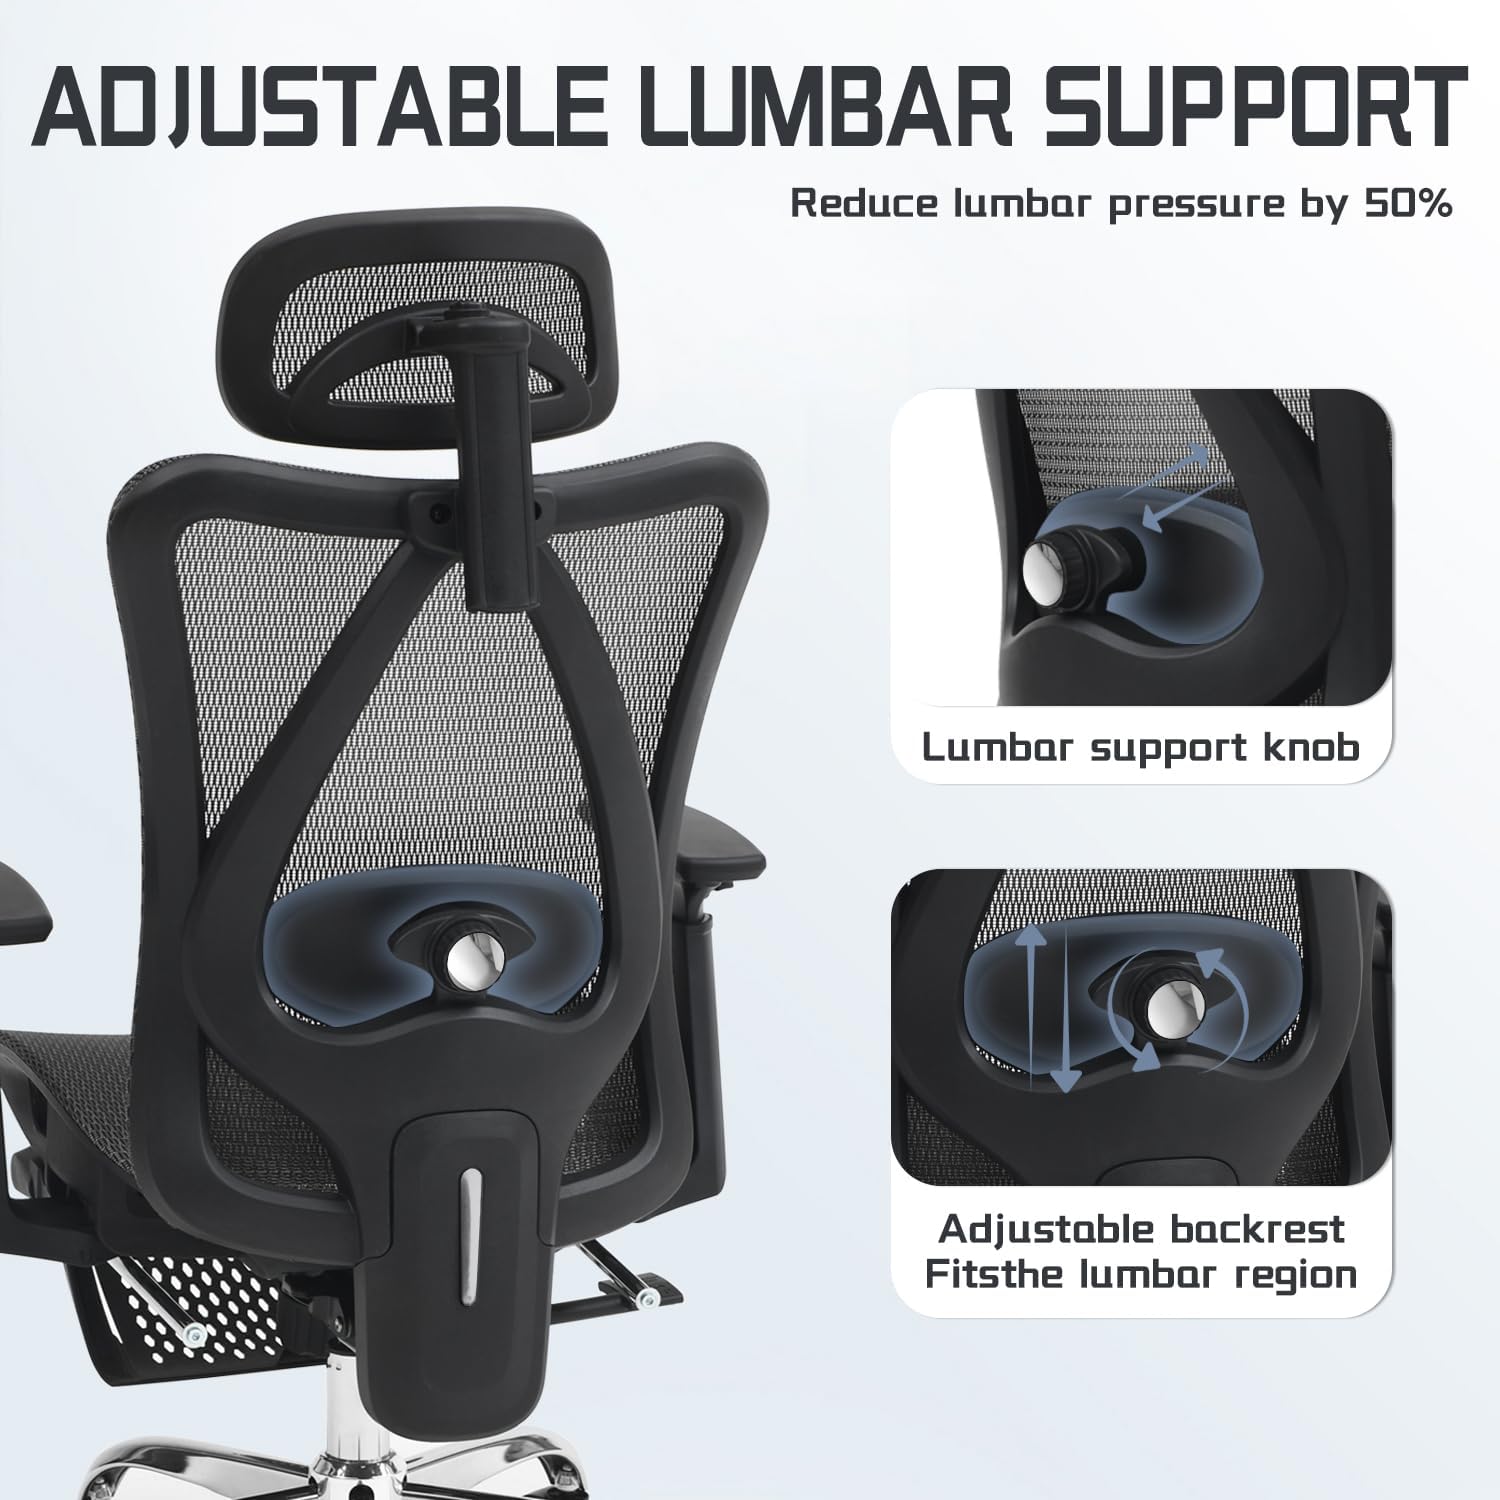 ADJUSTABLE LUMBAR SUPPORT
Reduce lumbar pressure by 50%
Lumbar support knob
Adjustable backrest
Fitsthe lumbar region